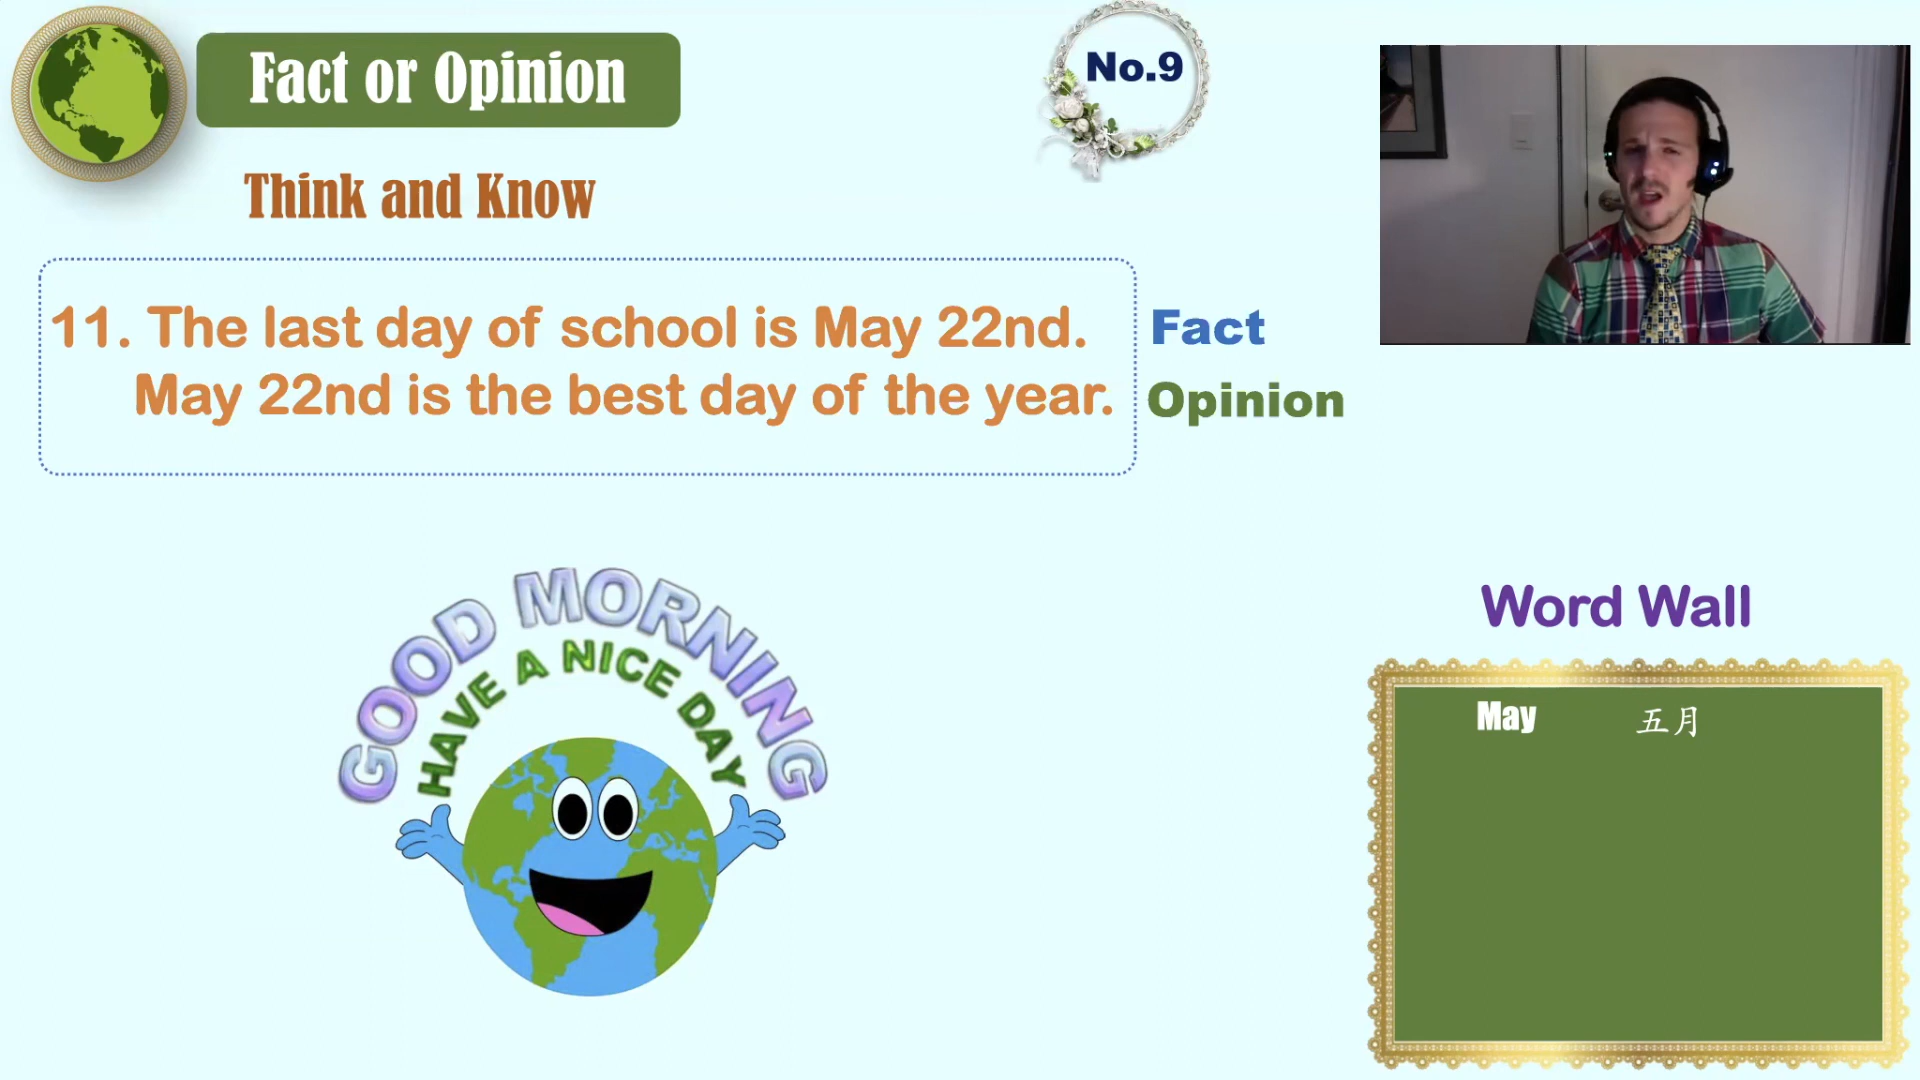 Fact or Opinion
No.9
Think and Know
11. The last day of school is May 22nd. Fact
May 22nd is the best day of the year. Opinion
GOOD MORNING
HAVE A NICE DAY
Word Wall
May 五月